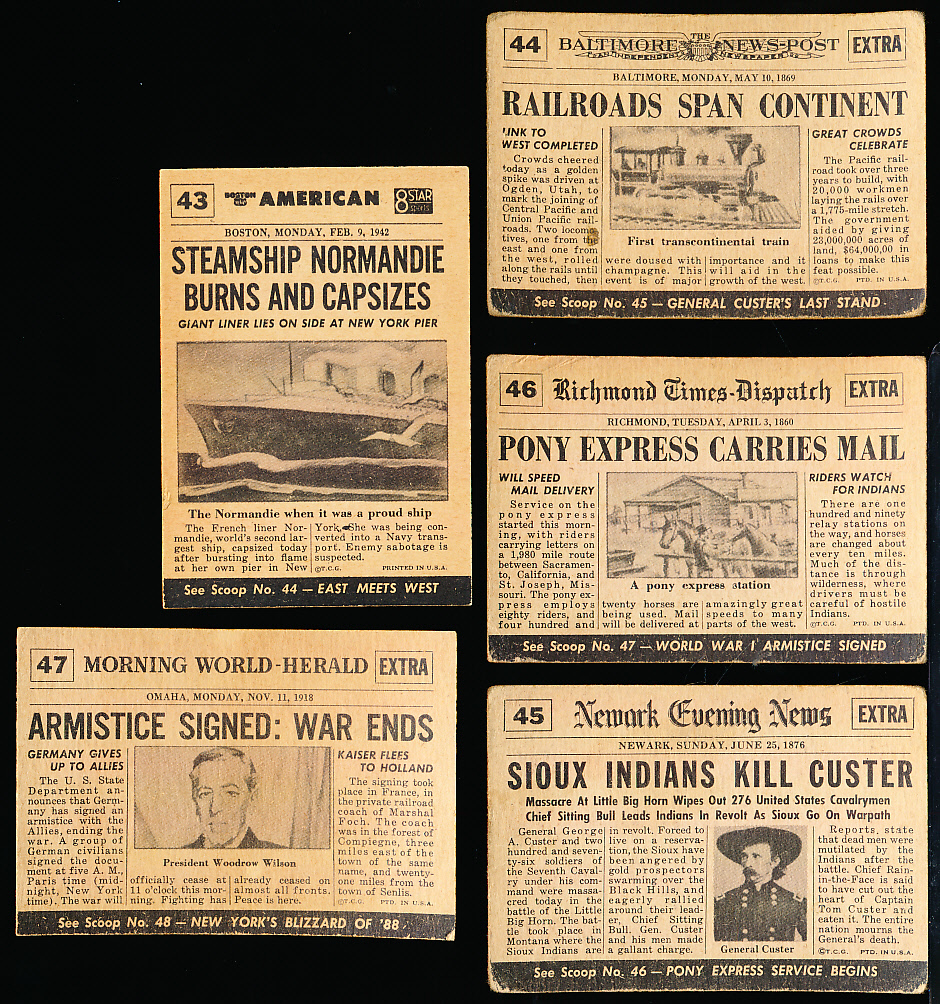 43
BOSTON
AMERICAN
8 STAR
SPORTS
BOSTON, MONDAY, FEB. 9, 1942
STEAMSHIP NORMANDIE
BURNS AND CAPSIZES
GIANT LINER LIES ON SIDE AT NEW YORK PIER
The Normandie when it was a proud ship
The French liner Nor-
mandie, world's second lar-
gest ship, capsized today
after bursting into flame
at her own pier in New
York. She was being con-
verted into a Navy trans-
port. Enemy sabotage is
suspected.
©T.C.G. PRINTED IN U.S.A.
See Scoop No. 44 — EAST MEETS WEST
44
BALTIMORE THE NEWS-POST
AN INDEPENDENT NEWSPAPER
EXTRA
BALTIMORE, MONDAY, MAY 10, 1869
RAILROADS SPAN CONTINENT
LINK TO
WEST COMPLETED
Crowds cheered
today as a golden
spike was driven at
Ogden, Utah, to
mark the joining of
Central Pacific and
Union Pacific rail-
roads. Two locomo-
tives, one from the
east and one from
the west, rolled
along the rails until
they touched, then
First transcontinental train
were doused with
champagne. This
event is of major
importance and it
will aid in the
growth of the west.
GREAT CROWDS
CELEBRATE
The Pacific rail-
road took over three
years to build, with
20,000 workmen
laying the rails over
a 1,775-mile stretch.
The government
aided by giving
23,000,000 acres of
land, $64,000,00 in
loans to make this
feat possible.
©T.C.G. PTD. IN U.S.A.
See Scoop No. 45 — GENERAL CUSTER'S LAST STAND
46
Richmond Times-Dispatch
EXTRA
RICHMOND, TUESDAY, APRIL 3, 1860
PONY EXPRESS CARRIES MAIL
WILL SPEED
MAIL DELIVERY
Service on the
pony express
started this morn-
ing, with riders
carrying letters on
a 1,980 mile route
between Sacramen-
to, California, and
St. Joseph, Mis-
souri. The pony ex-
press employs
eighty riders, and
four hundred and
A pony express station
twenty horses are
being used. Mail
will be delivered at
amazingly great
speeds to many
parts of the west.
RIDERS WATCH
FOR INDIANS
There are one
hundred and ninety
relay stations on
the way, and horses
are changed about
every ten miles.
Much of the dis-
tance is through
wilderness, where
drivers must be
careful of hostile
Indians.
©T.C.G. PTD. IN U.S.A.
See Scoop No. 47 — WORLD WAR I ARMISTICE SIGNED
47
MORNING WORLD-HERALD
EXTRA
OMAHA, MONDAY, NOV. 11, 1918
ARMISTICE SIGNED: WAR ENDS
GERMANY GIVES
UP TO ALLIES
The U. S. State
Department an-
nounces that Germ-
any has signed an
armistice with the
Allies, ending the
war. A group of
German civilians
signed the docu-
ment at five A. M.,
Paris time (mid-
night, New York
time). The war will
President Woodrow Wilson
officially cease at
11 o'clock this mor-
ning. Fighting has
already ceased on
almost all fronts.
Peace is here.
KAISER FLEES
TO HOLLAND
The signing took
place in France, in
the private railroad
coach of Marshal
Foch. The coach
was in the forest of
Compiegne, three
miles east of the
town of the same
name, and twenty-
one miles from the
town of Senlis.
©T.C.G. PTD. IN U.S.A.
See Scoop No. 48 — NEW YORK'S BLIZZARD OF '88
45
Newark Evening News
EXTRA
NEWARK, SUNDAY, JUNE 25, 1876
SIOUX INDIANS KILL CUSTER
Massacre At Little Big Horn Wipes Out 276 United States Cavalrymen
Chief Sitting Bull Leads Indians In Revolt As Sioux Go On Warpath
General George
A. Custer and two
hundred and seven-
ty-six soldiers of
the Seventh Caval-
ry under his com-
mand were massa-
cred today in the
battle of the Little
Big Horn. The bat-
tle took place in
Montana where the
Sioux Indians are
in revolt. Forced to
live on a reserva-
tion, the Sioux have
been angered by
gold prospectors
swarming over the
Black Hills, and
eagerly rallied
around their lead-
er, Chief Sitting
Bull. Gen. Custer
and his men made
a gallant charge.
General Custer
Reports, state
that dead men were
mutilated by the
Indians after the
battle. Chief Rain-
in-the-Face is said
to have cut out the
heart of Captain
Tom Custer and
eaten it. The entire
nation mourns the
General's death.
©T.C.G. PTD. IN U.S.A.
See Scoop No. 46 — PONY EXPRESS SERVICE BEGINS